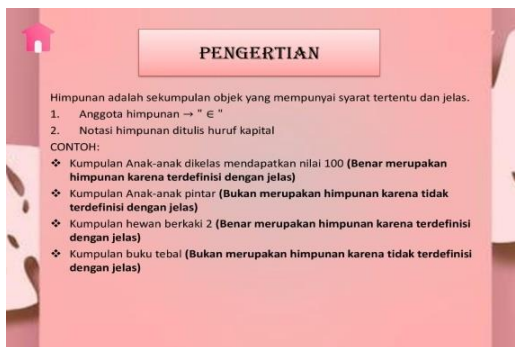 PENGERTIAN
Himpunan adalah sekumpulan objek yang mempunyai syarat tertentu dan jelas.
1. Anggota himpunan → " ∈ "
2. Notasi himpunan ditulis huruf kapital
CONTOH:
❖ Kumpulan Anak-anak dikelas mendapatkan nilai 100 (Benar merupakan
himpunan karena terdefinisi dengan jelas)
❖ Kumpulan Anak-anak pintar (Bukan merupakan himpunan karena tidak
terdefinisi dengan jelas)
❖ Kumpulan hewan berkaki 2 (Benar merupakan himpunan karena terdefinisi
dengan jelas)
❖ Kumpulan buku tebal (Bukan merupakan himpunan karena tidak terdefinisi
dengan jelas)